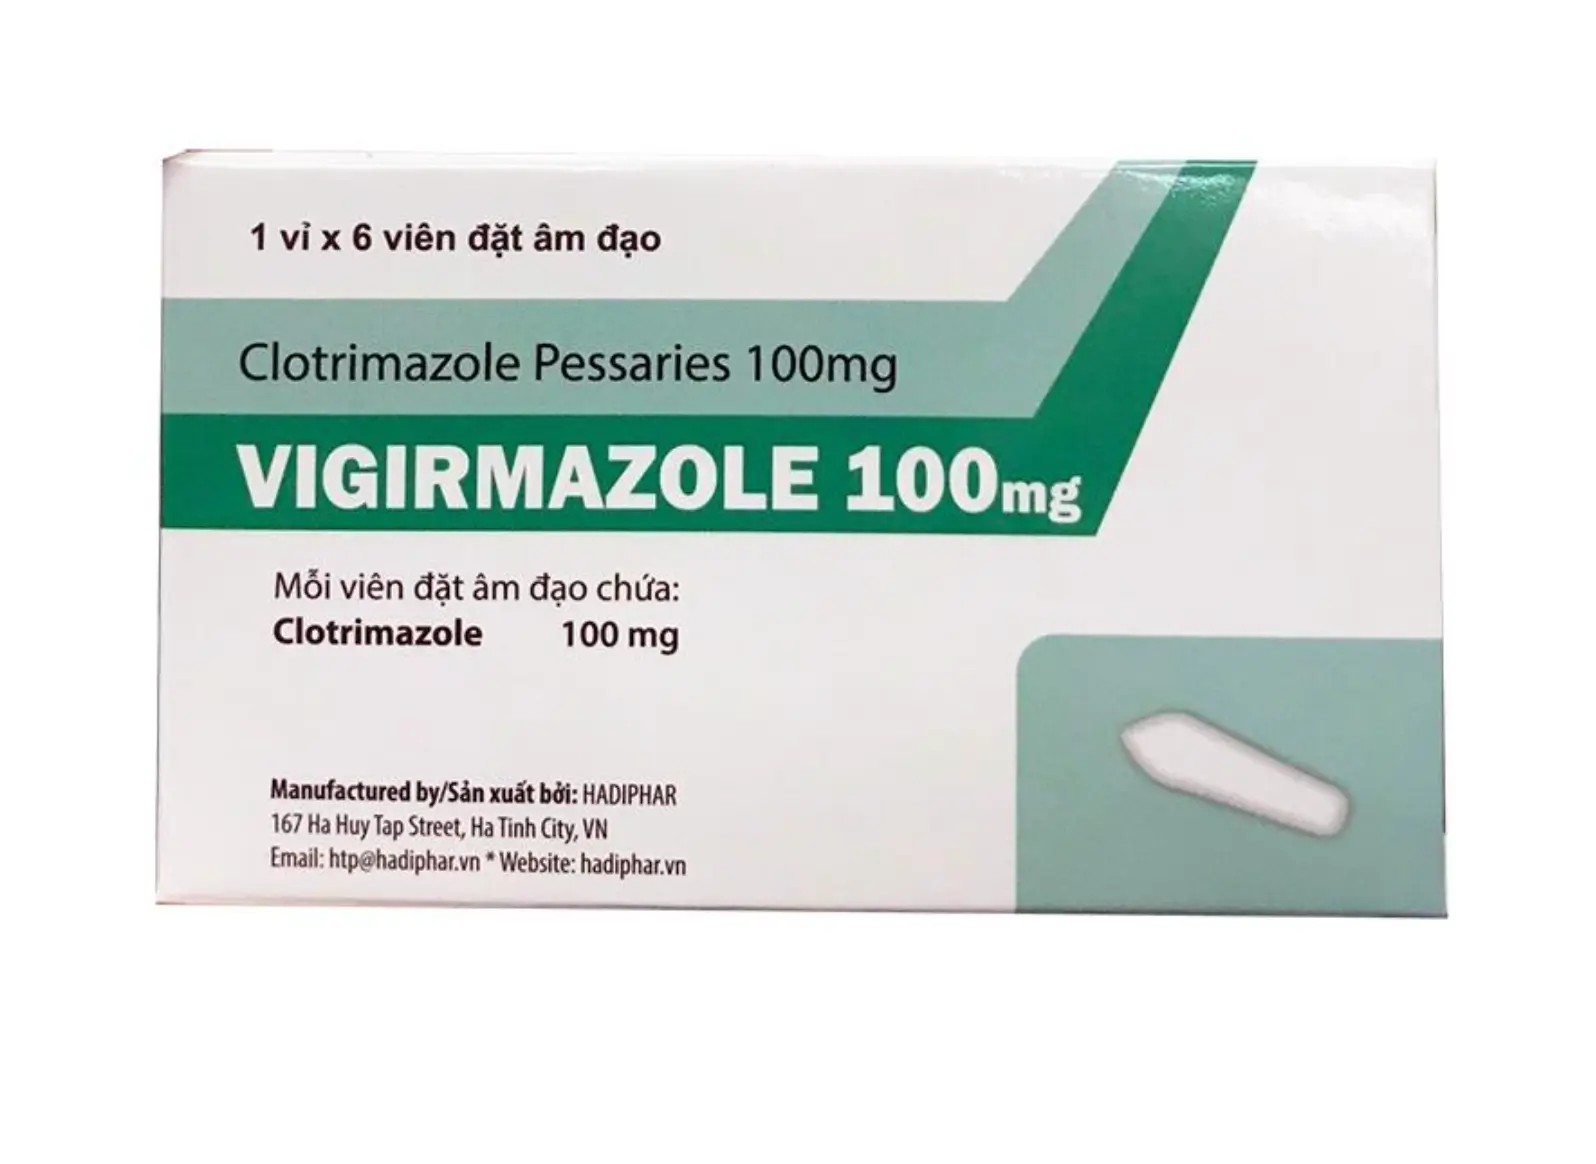 1 vỉ x 6 viên đặt âm đạo
Clotrimazole Pessaries 100mg
VIGIRMAZOLE 100mg
Mỗi viên đặt âm đạo chứa:
Clotrimazole 100 mg
Manufactured by/Sản xuất bởi: HADIPHAR
167 Ha Huy Tap Street, Ha Tinh City, VN
Email: htp@hadiphar.vn * Website: hadiphar.vn